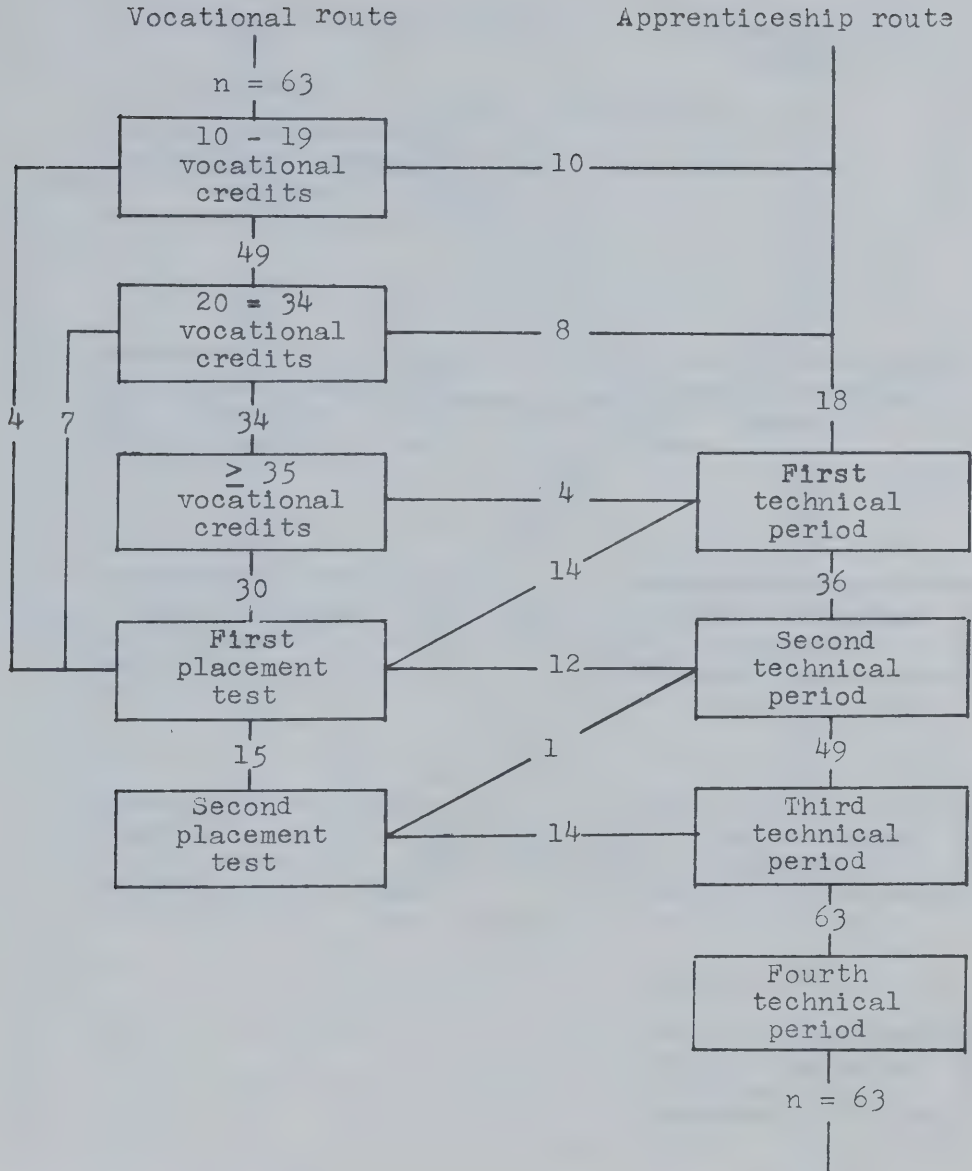 Vocational route
Apprenticeship route
n = 63
10 - 19
vocational
credits
10
49
20 = 34
vocational
credits
8
4
7
34
18
≥ 35
vocational
credits
4
First
technical
period
14
30
36
First
placement
test
12
Second
technical
period
1
15
49
Second
placement
test
14
Third
technical
period
63
Fourth
technical
period
n = 63